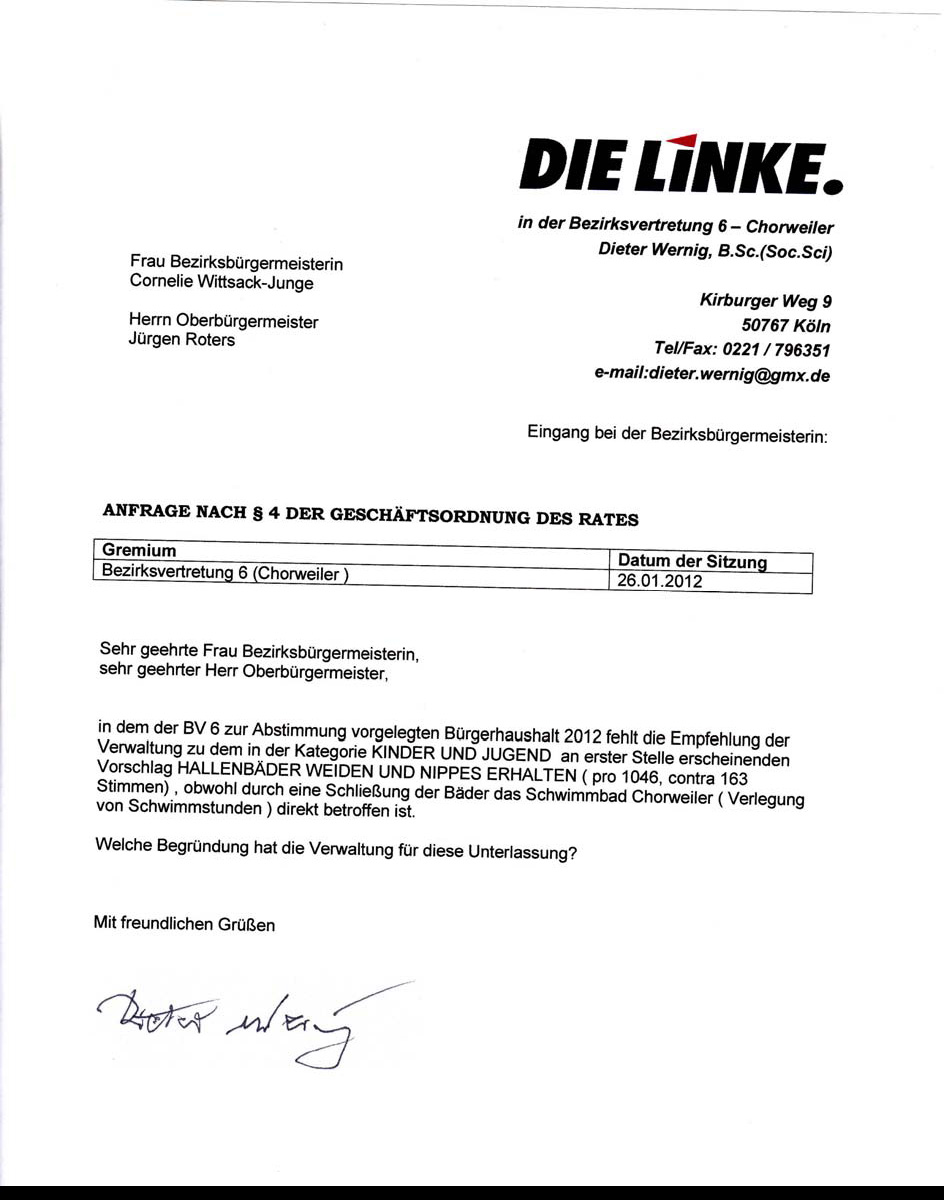 DIE LINKE.
in der Bezirksvertretung 6 – Chorweiler
Dieter Wernig, B.Sc.(Soc.Sci)
Frau Bezirksbürgermeisterin
Cornelie Wittsack-Junge
Herrn Oberbürgermeister
Jürgen Roters
Kirburger Weg 9
50767 Köln
Tel/Fax: 0221 / 796351
e-mail:dieter.wernig@gmx.de
Eingang bei der Bezirksbürgermeisterin:
ANFRAGE NACH § 4 DER GESCHÄFTSORDNUNG DES RATES
Gremium Datum der Sitzung
Bezirksvertretung 6 (Chorweiler ) 26.01.2012
Sehr geehrte Frau Bezirksbürgermeisterin,
sehr geehrter Herr Oberbürgermeister,
in dem der BV 6 zur Abstimmung vorgelegten Bürgerhaushalt 2012 fehlt die Empfehlung der
Verwaltung zu dem in der Kategorie KINDER UND JUGEND an erster Stelle erscheinenden
Vorschlag HALLENBÄDER WEIDEN UND NIPPES ERHALTEN ( pro 1046, contra 163
Stimmen) , obwohl durch eine Schließung der Bäder das Schwimmbad Chorweiler ( Verlegung
von Schwimmstunden ) direkt betroffen ist.
Welche Begründung hat die Verwaltung für diese Unterlassung?
Mit freundlichen Grüßen
Dieter Wernig